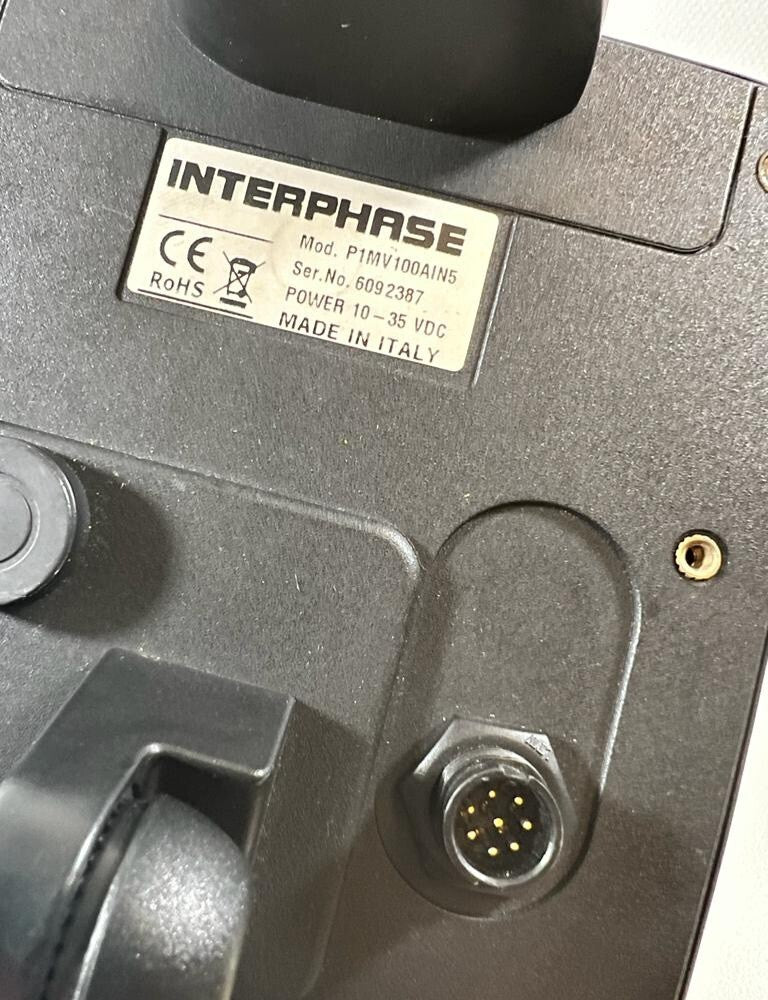 INTERPHASE
Mod. P1MV100AIN5
Ser.No. 6092387
POWER 10–35 VDC
MADE IN ITALY
CE
RoHS